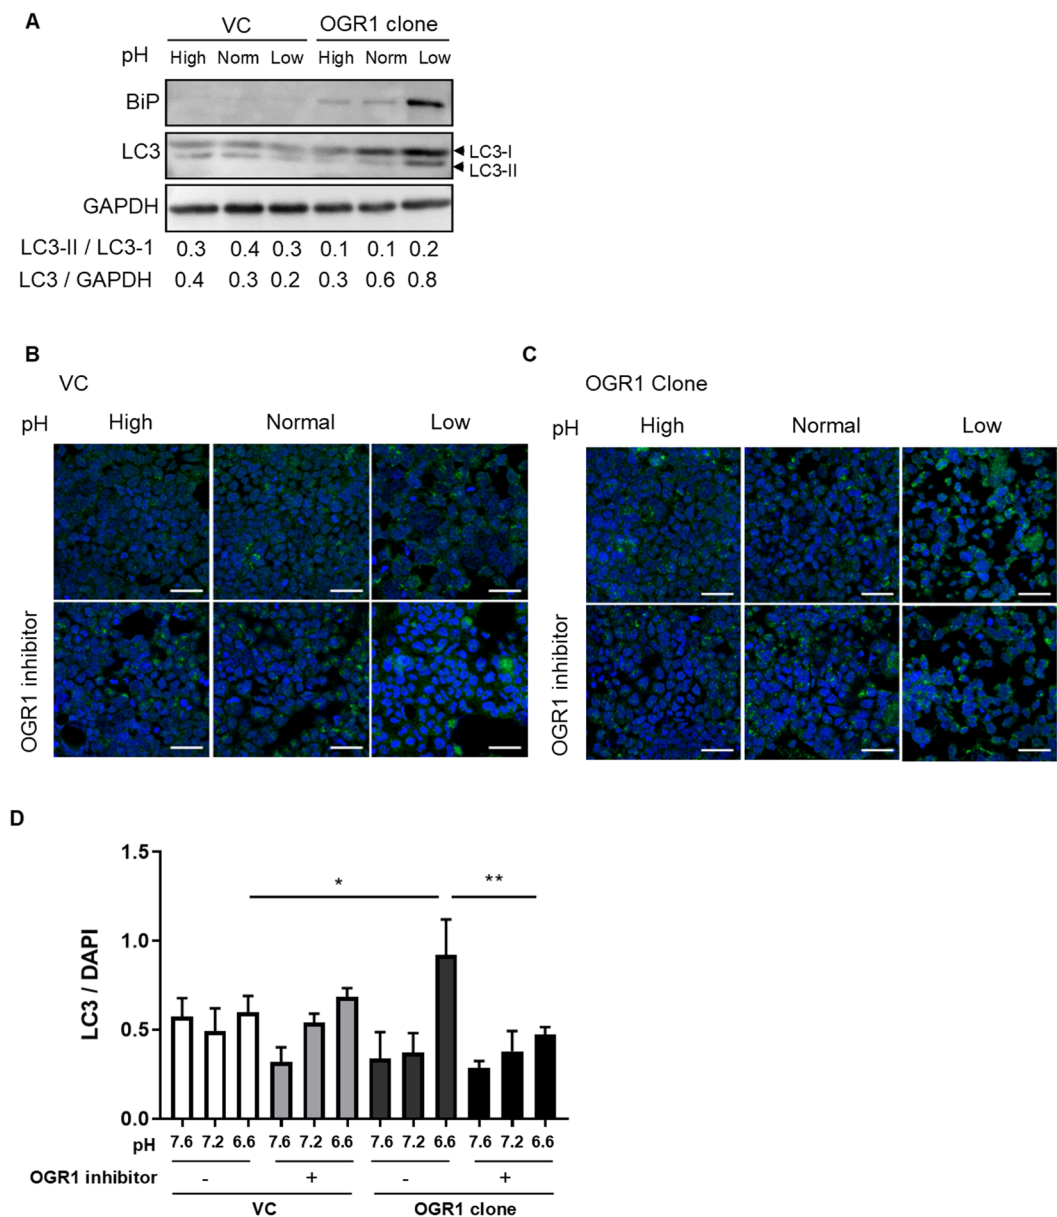 A
VC OGR1 clone
pH High Norm Low High Norm Low
BiP
LC3
LC3-I
LC3-II
GAPDH
LC3-II / LC3-1 0.3 0.4 0.3 0.1 0.1 0.2
LC3 / GAPDH 0.4 0.3 0.2 0.3 0.6 0.8
B
VC
pH High Normal Low
OGR1 inhibitor
C
OGR1 Clone
pH High Normal Low
OGR1 inhibitor
D
LC3 / DAPI
1.5
1.0
0.5
0.0
* **
pH 7.6 7.2 6.6 7.6 7.2 6.6 7.6 7.2 6.6 7.6 7.2 6.6
OGR1 inhibitor - + - +
VC OGR1 clone